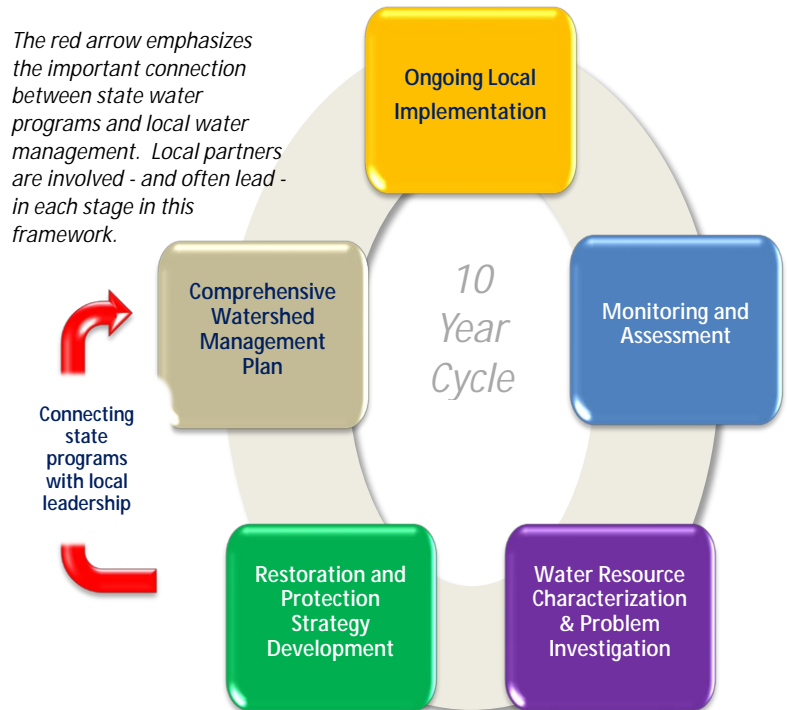 The red arrow emphasizes
the important connection
between state water
programs and local water
management. Local partners
are involved - and often lead -
in each stage in this
framework.
Ongoing Local
Implementation
Comprehensive
Watershed
Management
Plan
10
Year
Cycle
Monitoring and
Assessment
Connecting
state
programs
with local
leadership
Restoration and
Protection
Strategy
Development
Water Resource
Characterization
& Problem
Investigation